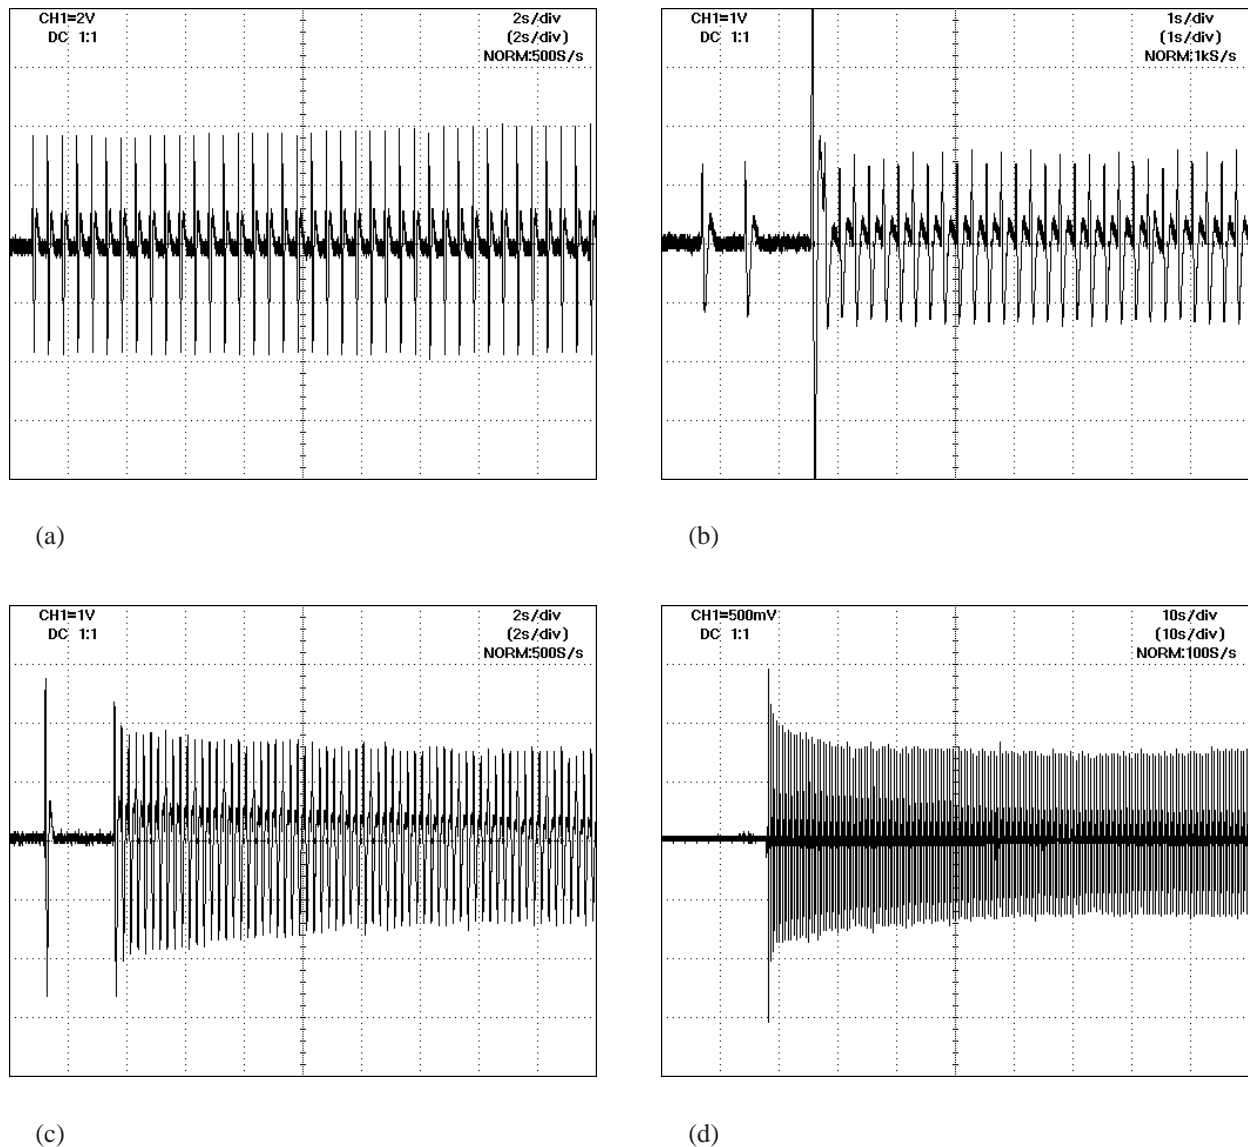 CH1=2V 2s/div
DC 1:1 (2s/div)
NORM:500S/s
CH1=1V 1s/div
DC 1:1 (1s/div)
NORM:1kS/s
(a) (b)
CH1=1V 2s/div
DC 1:1 (2s/div)
NORM:500S/s
CH1=500mV 10s/div
DC 1:1 (10s/div)
NORM:100S/s
(c) (d)